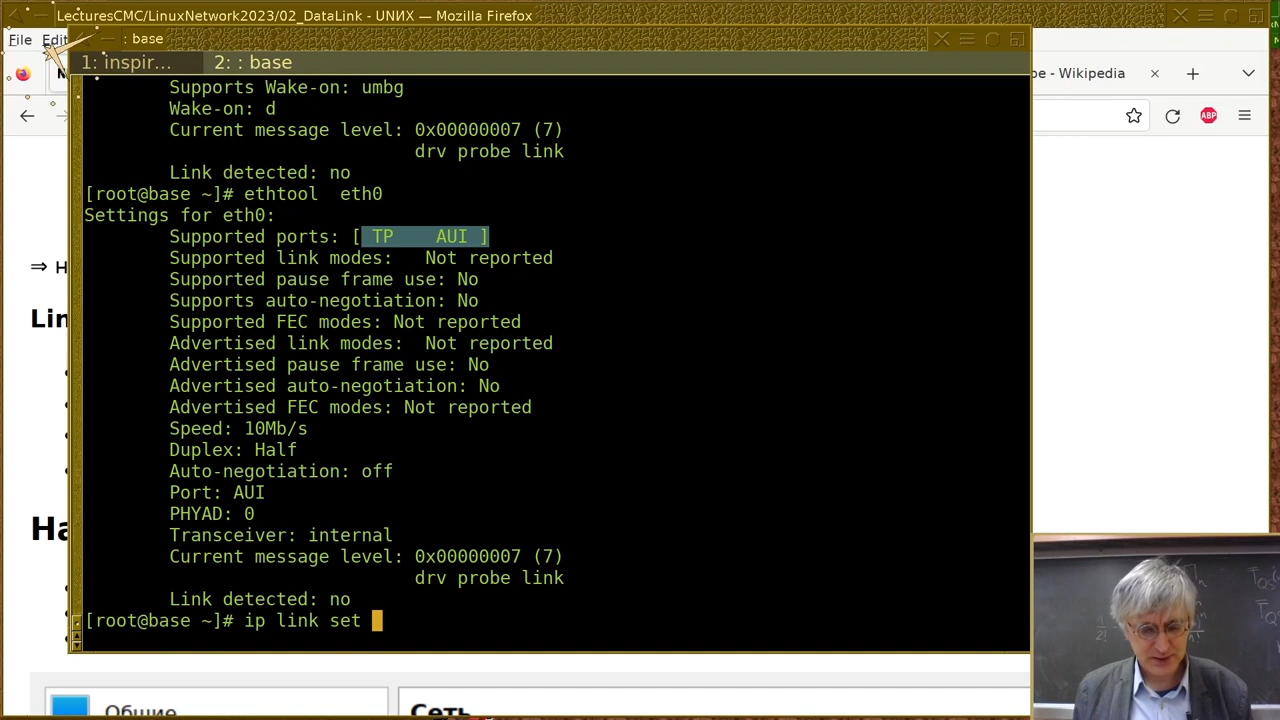 LecturesCMC/LinuxNetwork2023/02_DataLink - UNИX — Mozilla Firefox
File Edit
: base
1: inspir... 2: : base
- Wikipedia
ABP
Supports Wake-on: umbg
Wake-on: d
Current message level: 0x00000007 (7)
drv probe link
Link detected: no
[root@base ~]# ethtool  eth0
Settings for eth0:
Supported ports: [ TP    AUI ]
Supported link modes:   Not reported
Supported pause frame use: No
Supports auto-negotiation: No
Supported FEC modes: Not reported
Advertised link modes:  Not reported
Advertised pause frame use: No
Advertised auto-negotiation: No
Advertised FEC modes: Not reported
Speed: 10Mb/s
Duplex: Half
Auto-negotiation: off
Port: AUI
PHYAD: 0
Transceiver: internal
Current message level: 0x00000007 (7)
drv probe link
Link detected: no
[root@base ~]# ip link set
⇒ Н
Lin
На
Общие
Сеть